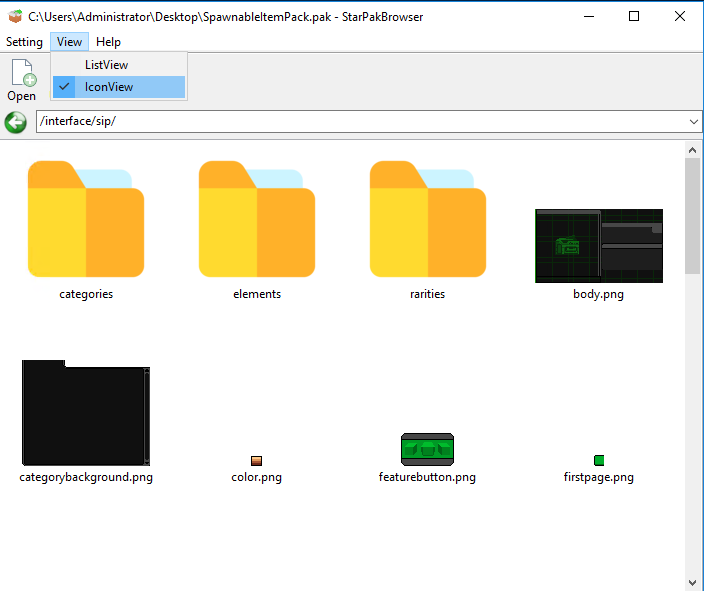 C:\Users\Administrator\Desktop\SpawnableItemPack.pak - StarPakBrowser
Setting View Help
ListView
IconView
Open
/interface/sip/
categories elements rarities body.png
categorybackground.png color.png featurebutton.png firstpage.png